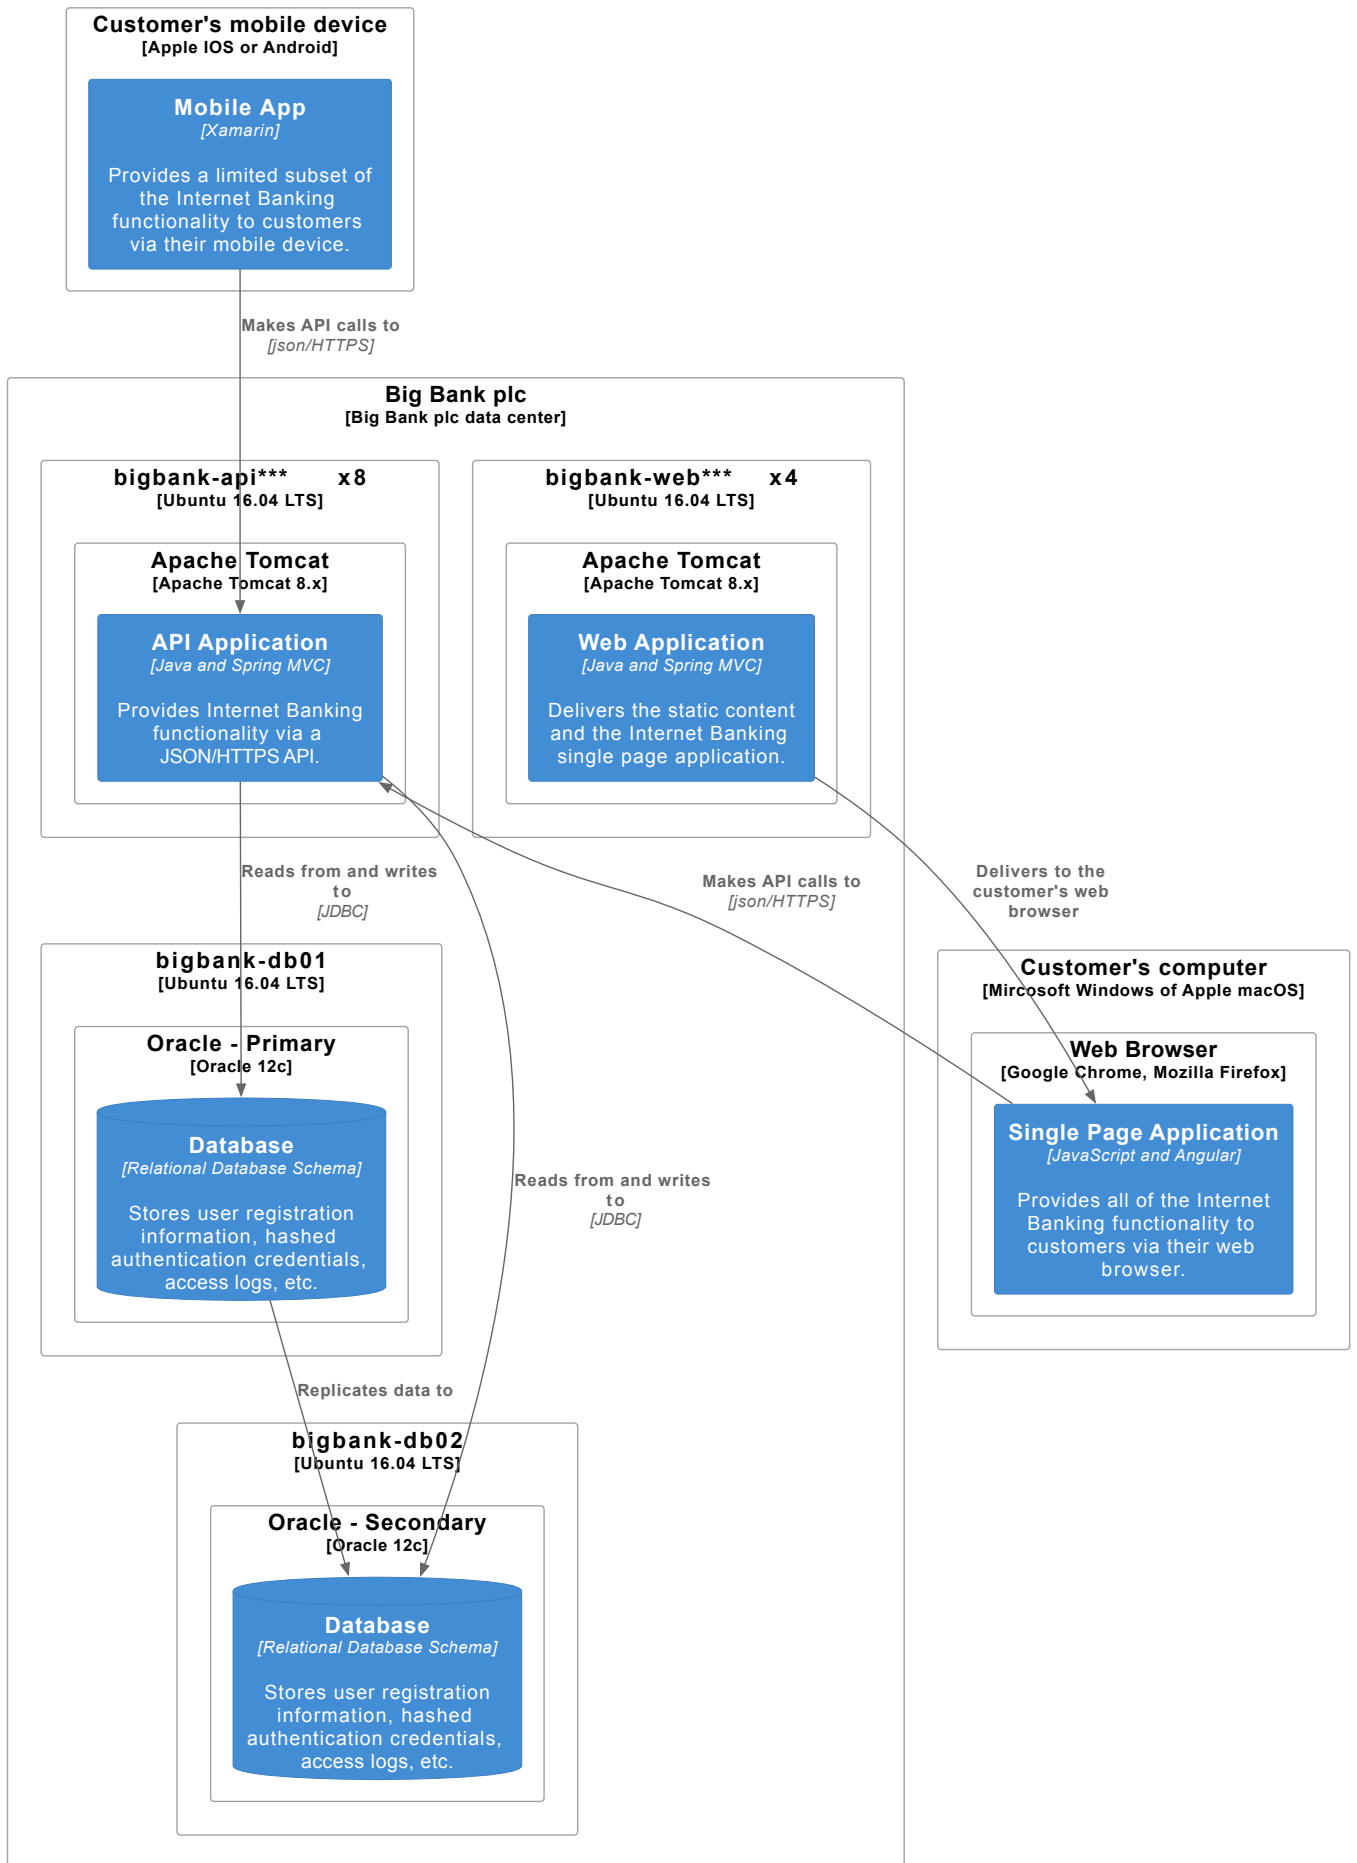 Customer's mobile device
[Apple IOS or Android]
Mobile App
[Xamarin]
Provides a limited subset of
the Internet Banking
functionality to customers
via their mobile device.
Makes API calls to
[json/HTTPS]
Big Bank plc
[Big Bank plc data center]
bigbank-api*** x8
[Ubuntu 16.04 LTS]
Apache Tomcat
[Apache Tomcat 8.x]
API Application
[Java and Spring MVC]
Provides Internet Banking
functionality via a
JSON/HTTPS API.
bigbank-web*** x4
[Ubuntu 16.04 LTS]
Apache Tomcat
[Apache Tomcat 8.x]
Web Application
[Java and Spring MVC]
Delivers the static content
and the Internet Banking
single page application.
Reads from and writes
to
[JDBC]
Makes API calls to
[json/HTTPS]
Delivers to the
customer's web
browser
bigbank-db01
[Ubuntu 16.04 LTS]
Oracle - Primary
[Oracle 12c]
Database
[Relational Database Schema]
Stores user registration
information, hashed
authentication credentials,
access logs, etc.
Reads from and writes
to
[JDBC]
Customer's computer
[Mircosoft Windows of Apple macOS]
Web Browser
[Google Chrome, Mozilla Firefox]
Single Page Application
[JavaScript and Angular]
Provides all of the Internet
Banking functionality to
customers via their web
browser.
Replicates data to
bigbank-db02
[Ubuntu 16.04 LTS]
Oracle - Secondary
[Oracle 12c]
Database
[Relational Database Schema]
Stores user registration
information, hashed
authentication credentials,
access logs, etc.